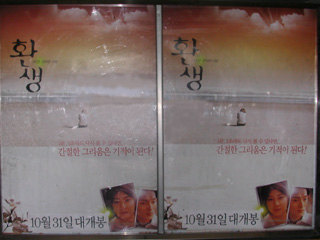 환생
간절한 그리움은 기적이 된다!
10월 31일 대개봉
환생
간절한 그리움은 기적이 된다!
10월 31일 대개봉